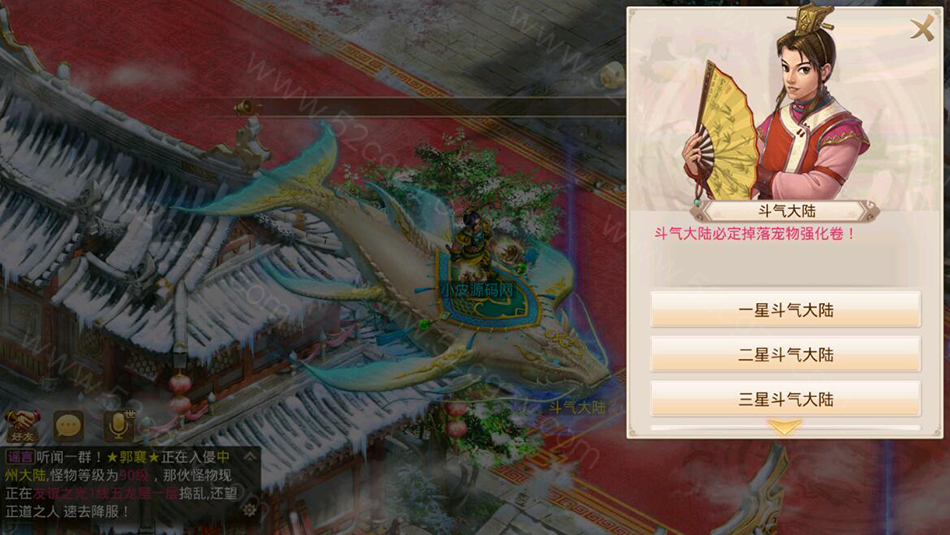 斗气大陆
斗气大陆必定掉落宠物强化卷！
一星斗气大陆
二星斗气大陆
三星斗气大陆
小皮源码网
斗气大陆
好友
世
谣言听闻一群！★郭襄★正在入侵中
州大陆,怪物等级为90级，那伙怪物现
正在友谊之光1线五龙窟一层捣乱,还望
正道之人 速去降服！